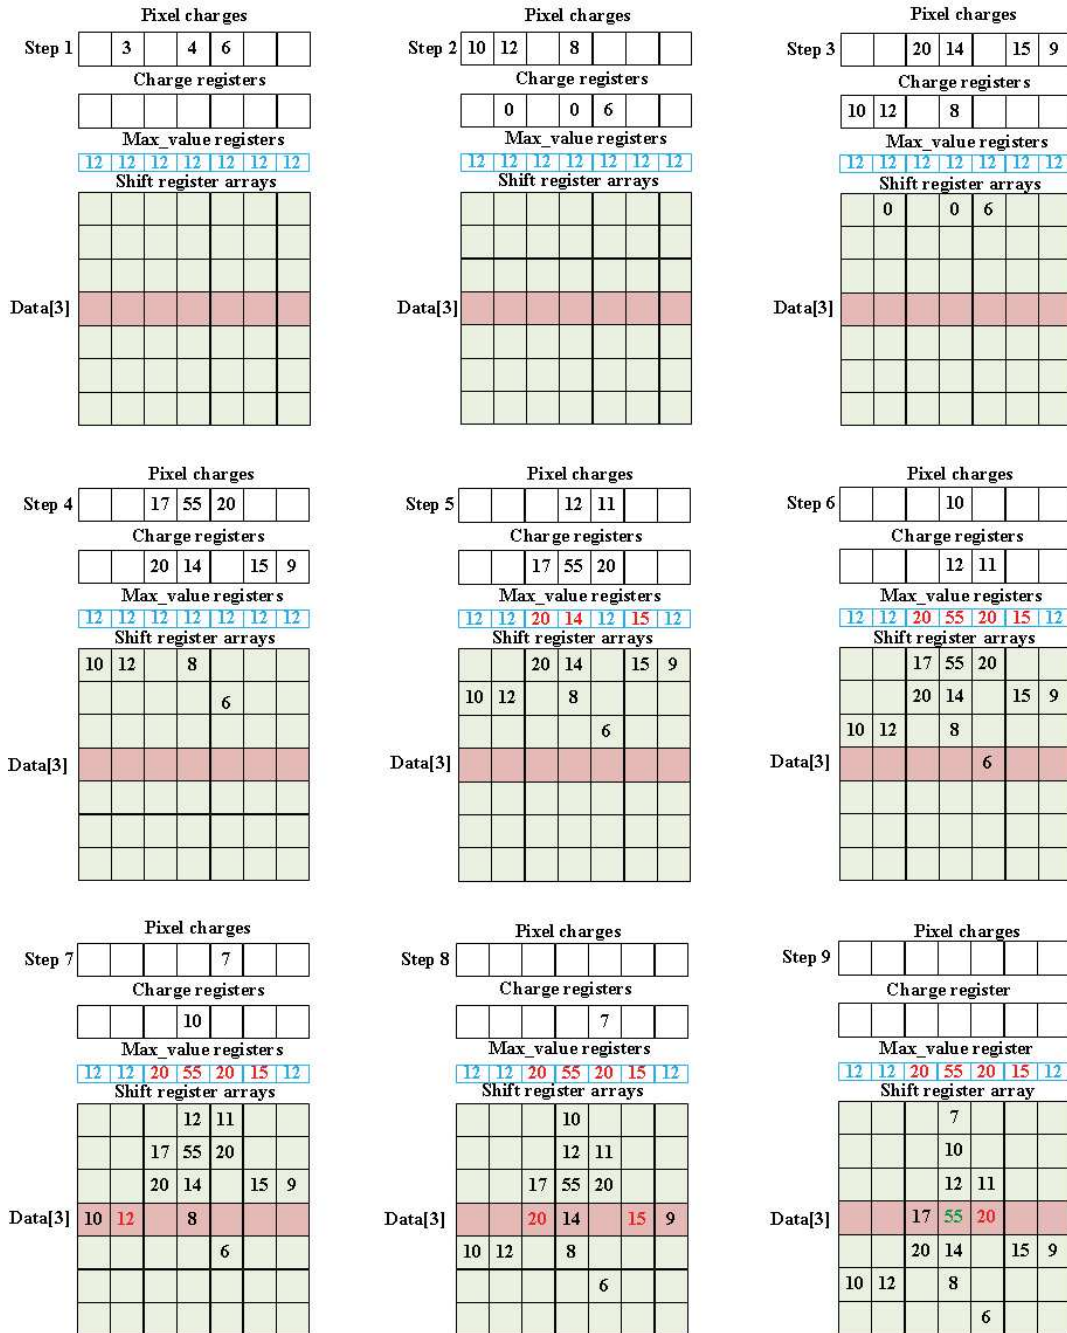 Pixel charges
Step 1 3 4 6
Charge registers
Max_value registers
12 12 12 12 12 12 12
Shift register arrays
Data[3]
Pixel charges
Step 2 10 12 8
Charge registers
0 0 6
Max_value registers
12 12 12 12 12 12 12
Shift register arrays
Data[3]
Pixel charges
Step 3 20 14 15 9
Charge registers
10 12 8
Max_value registers
12 12 12 12 12 12 12
Shift register arrays
0 0 6
Data[3]
Pixel charges
Step 4 17 55 20
Charge registers
20 14 15 9
Max_value registers
12 12 12 12 12 12 12
Shift register arrays
10 12 8
6
Data[3]
Pixel charges
Step 5 12 11
Charge registers
17 55 20
Max_value registers
12 12 20 14 12 15 12
Shift register arrays
20 14 15 9
10 12 8
6
Data[3]
Pixel charges
Step 6 10
Charge registers
12 11
Max_value registers
12 12 20 55 20 15 12
Shift register arrays
17 55 20
20 14 15 9
10 12 8
Data[3] 6
Pixel charges
Step 7 7
Charge registers
10
Max_value registers
12 12 20 55 20 15 12
Shift register arrays
12 11
17 55 20
20 14 15 9
Data[3] 10 12 8
6
Pixel charges
Step 8
Charge registers
7
Max_value registers
12 12 20 55 20 15 12
Shift register arrays
10
12 11
17 55 20
Data[3] 20 14 15 9
10 12 8
6
Pixel charges
Step 9
Charge register
Max_value register
12 12 20 55 20 15 12
Shift register array
7
10
12 11
Data[3] 17 55 20
20 14 15 9
10 12 8
6